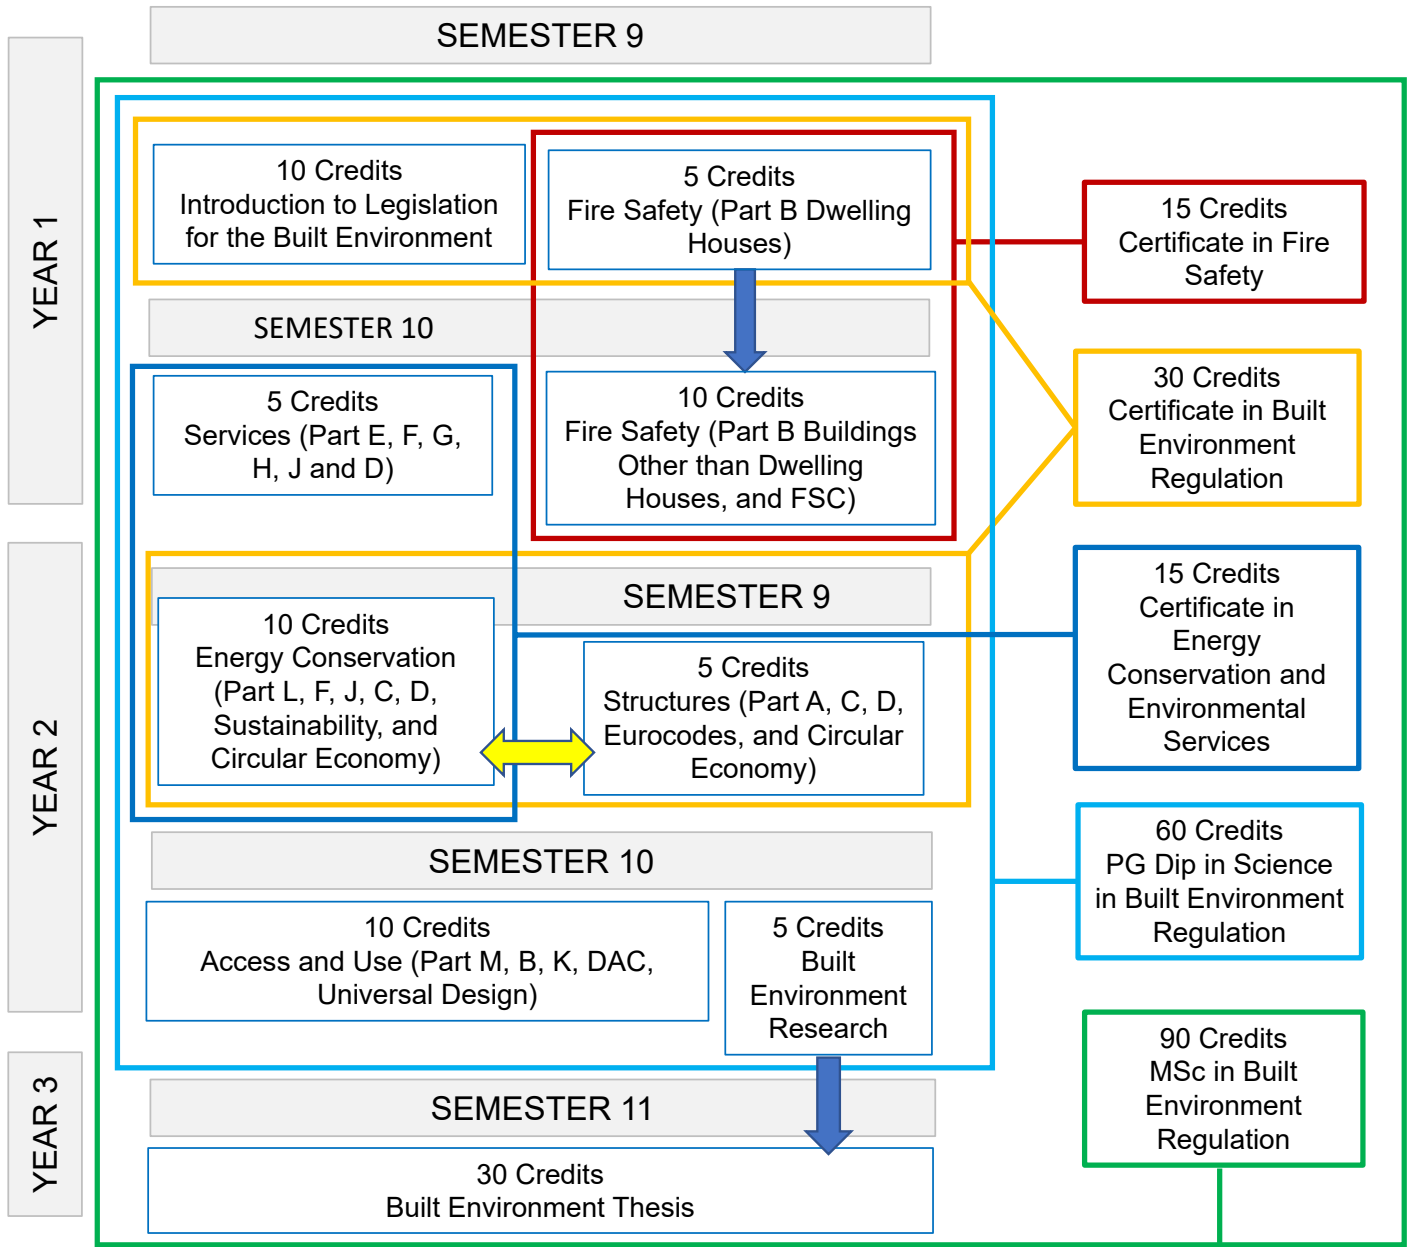 SEMESTER 9
YEAR 1
10 Credits
Introduction to Legislation
for the Built Environment
5 Credits
Fire Safety (Part B Dwelling
Houses)
15 Credits
Certificate in Fire
Safety
SEMESTER 10
5 Credits
Services (Part E, F, G,
H, J and D)
10 Credits
Fire Safety (Part B Buildings
Other than Dwelling
Houses, and FSC)
30 Credits
Certificate in Built
Environment
Regulation
YEAR 2
SEMESTER 9
10 Credits
Energy Conservation
(Part L, F, J, C, D,
Sustainability, and
Circular Economy)
5 Credits
Structures (Part A, C, D,
Eurocodes, and Circular
Economy)
15 Credits
Certificate in
Energy
Conservation and
Environmental
Services
SEMESTER 10
10 Credits
Access and Use (Part M, B, K, DAC,
Universal Design)
5 Credits
Built
Environment
Research
60 Credits
PG Dip in Science
in Built Environment
Regulation
YEAR 3
SEMESTER 11
30 Credits
Built Environment Thesis
90 Credits
MSc in Built
Environment
Regulation